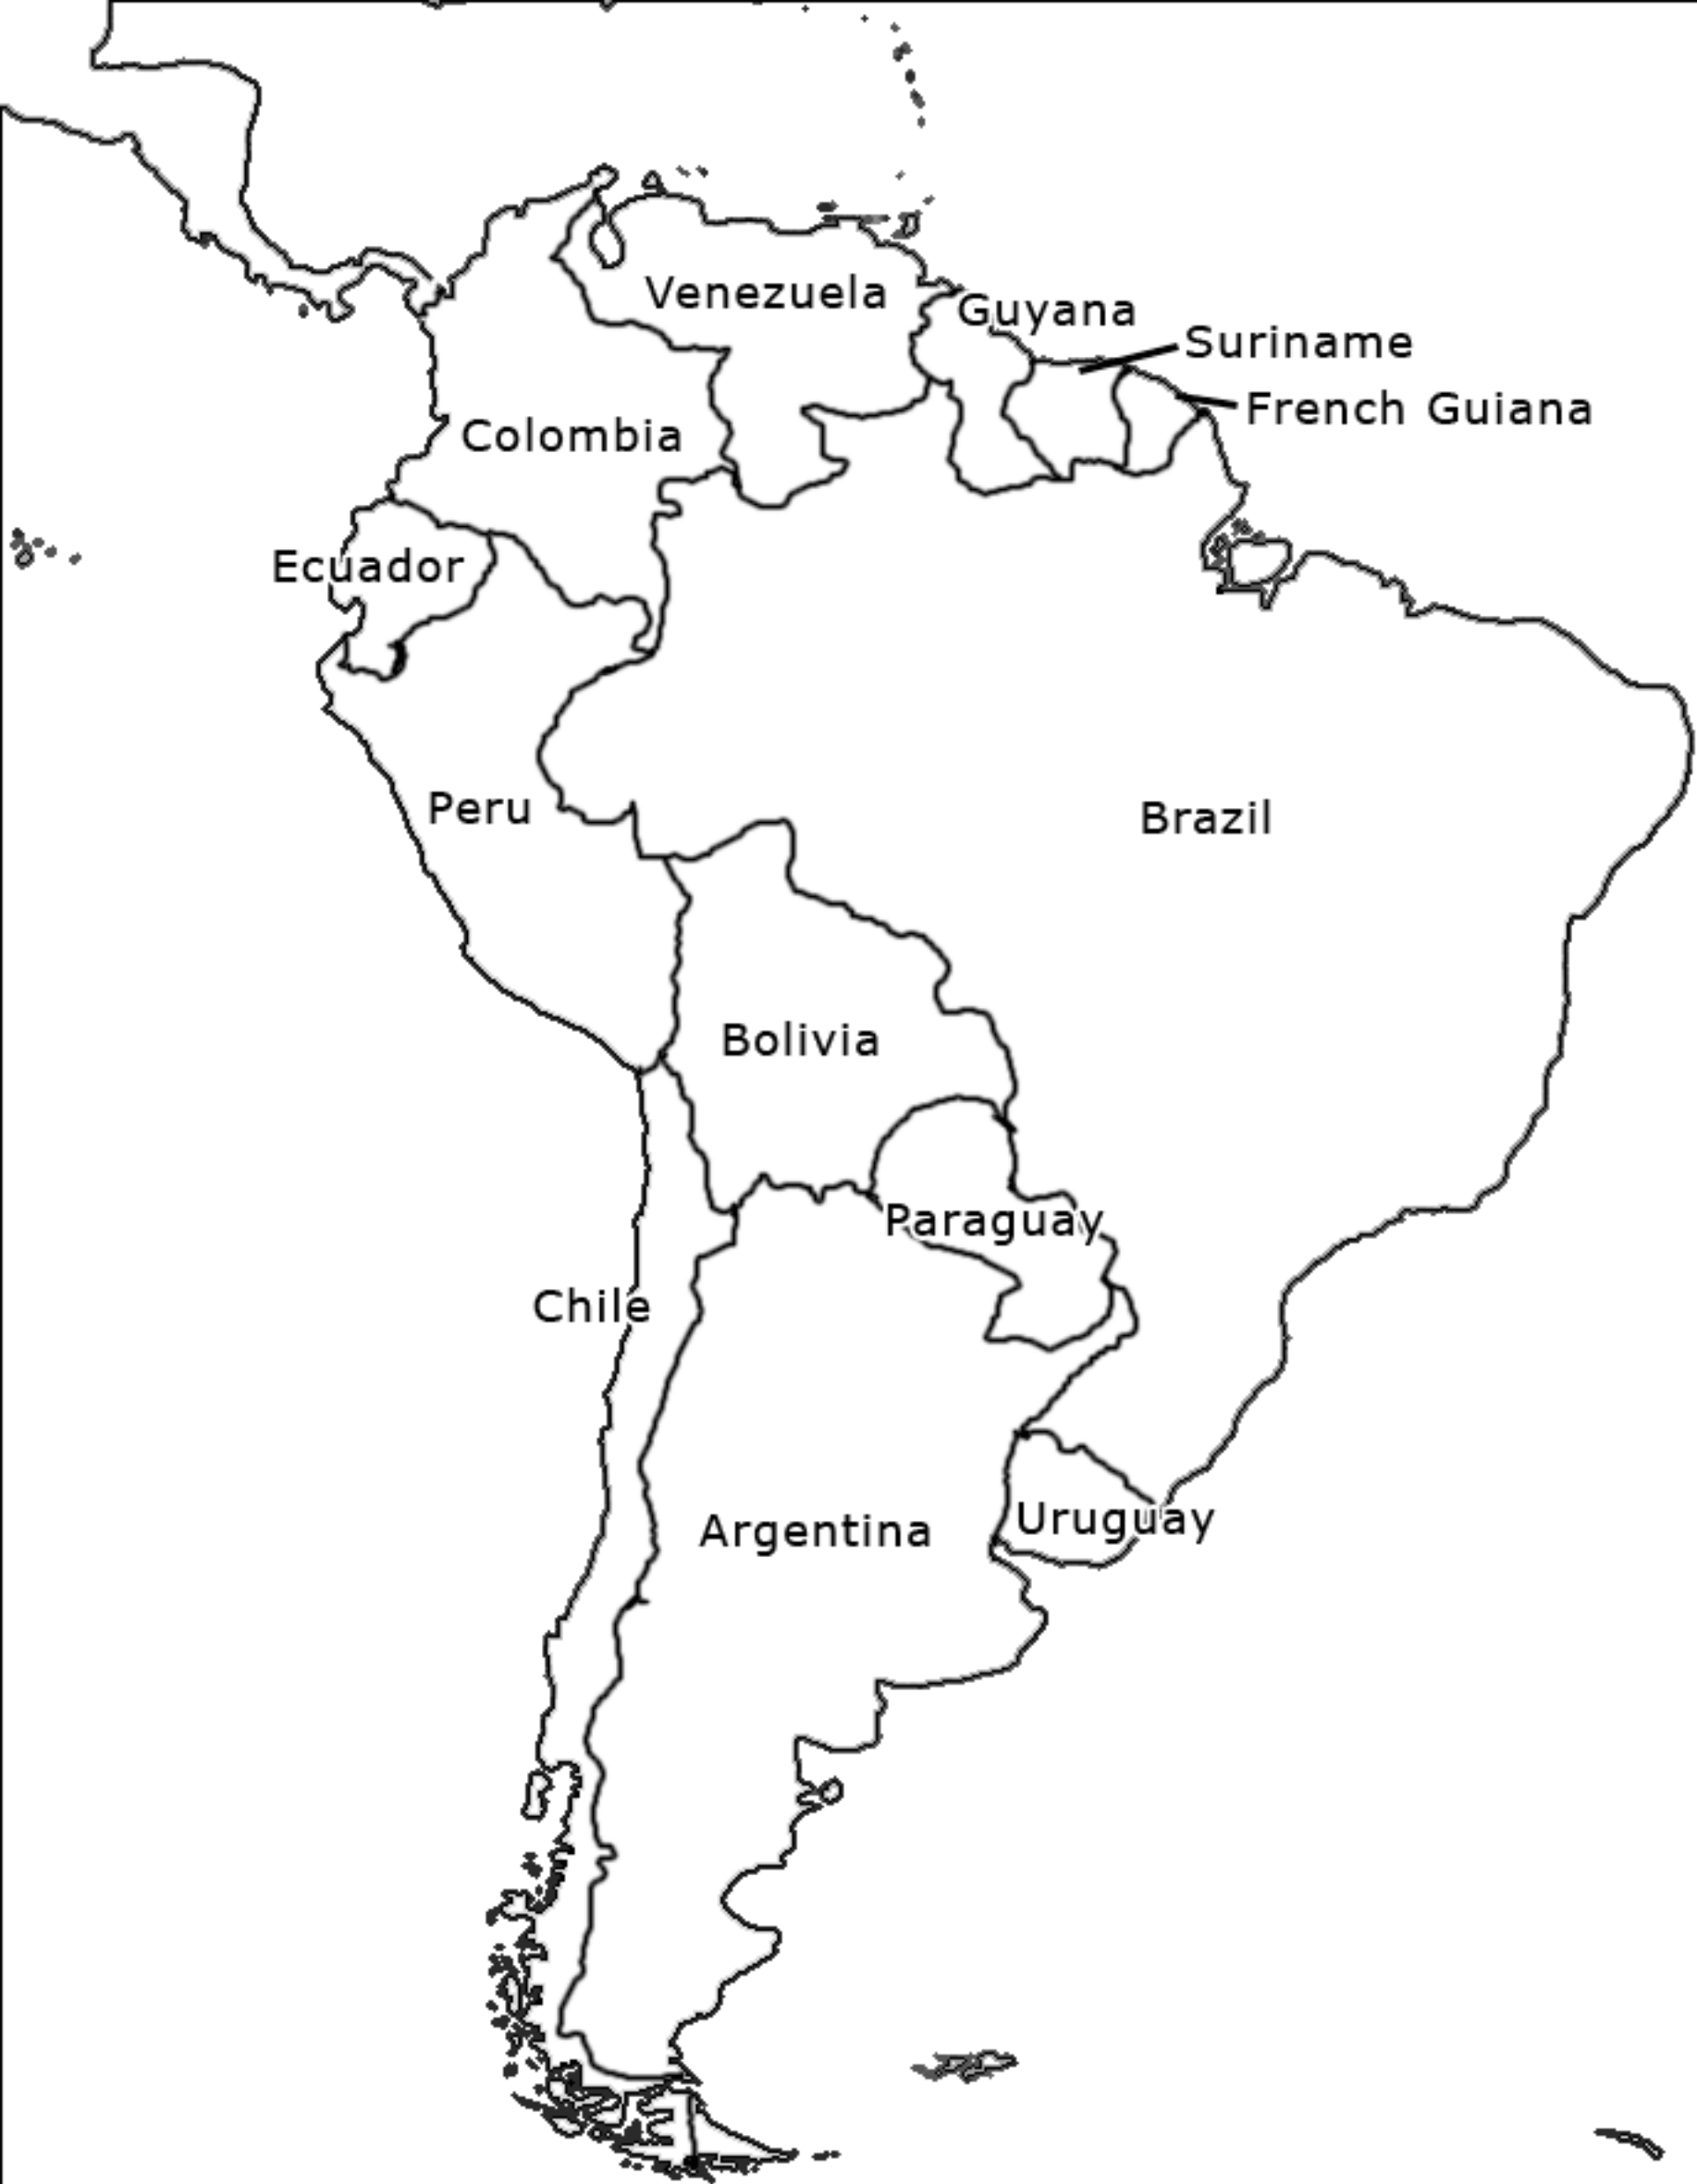 Venezuela
Guyana
Suriname
French Guiana
Colombia
Ecuador
Peru
Brazil
Bolivia
Paraguay
Chile
Uruguay
Argentina